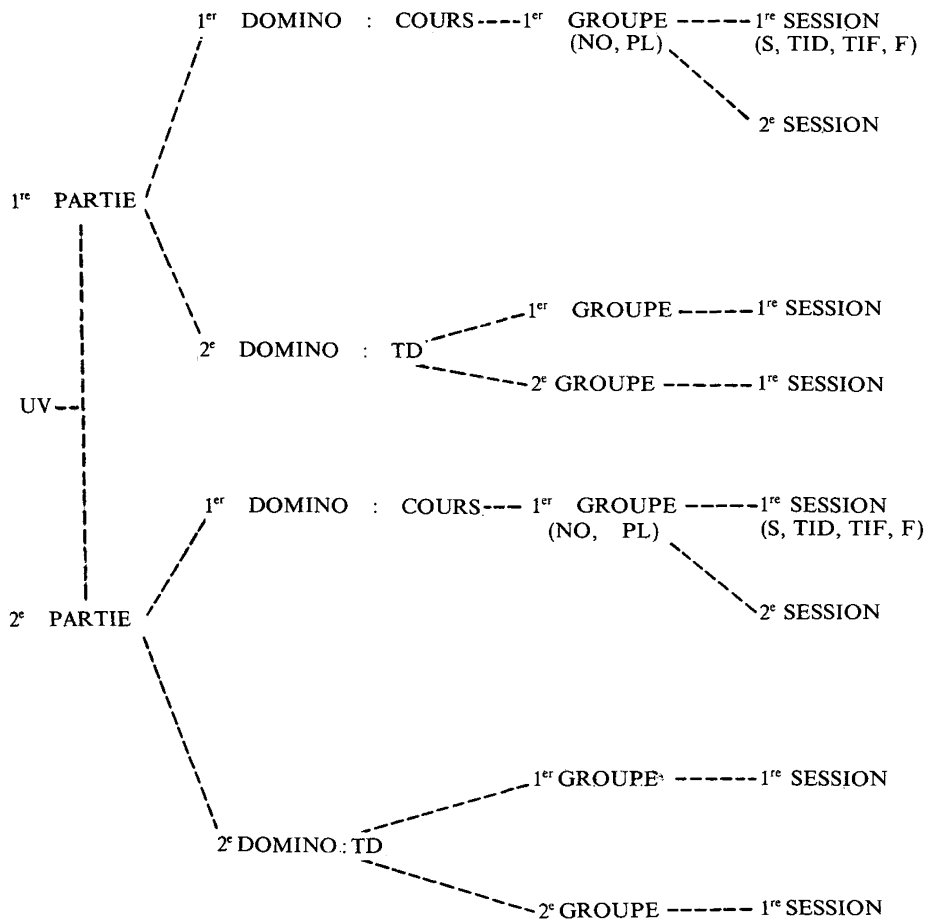 1er DOMINO : COURS----1er GROUPE-----1re SESSION
(NO, PL) (S, TID, TIF, F)
2e SESSION
1re PARTIE
1er GROUPE-----1re SESSION
2e DOMINO : TD
2e GROUPE-----1re SESSION
UV--
1er DOMINO : COURS---1er GROUPE-----1re SESSION
(NO, PL) (S, TID, TIF, F)
2e SESSION
2e PARTIE
1er GROUPE-----1re SESSION
2e DOMINO : TD
2e GROUPE-----1re SESSION